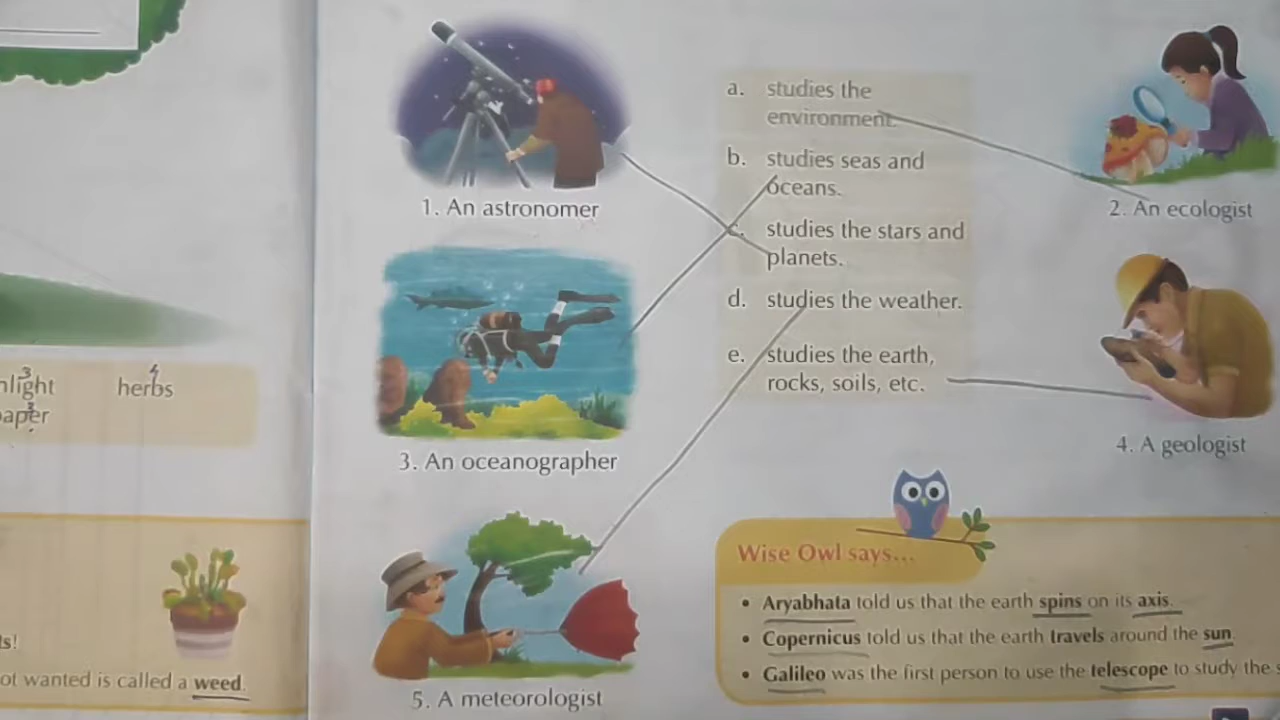 herbs
4
3
3
ot wanted is called a weed.
1. An astronomer
3. An oceanographer
5. A meteorologist
a. studies the
environment.
b. studies seas and
oceans.
c. studies the stars and
planets.
d. studies the weather.
e. studies the earth,
rocks, soils, etc.
2. An ecologist
4. A geologist
Wise Owl says...
• Aryabhata told us that the earth spins on its axis.
• Copernicus told us that the earth travels around the sun.
• Galileo was the first person to use the telescope to study the